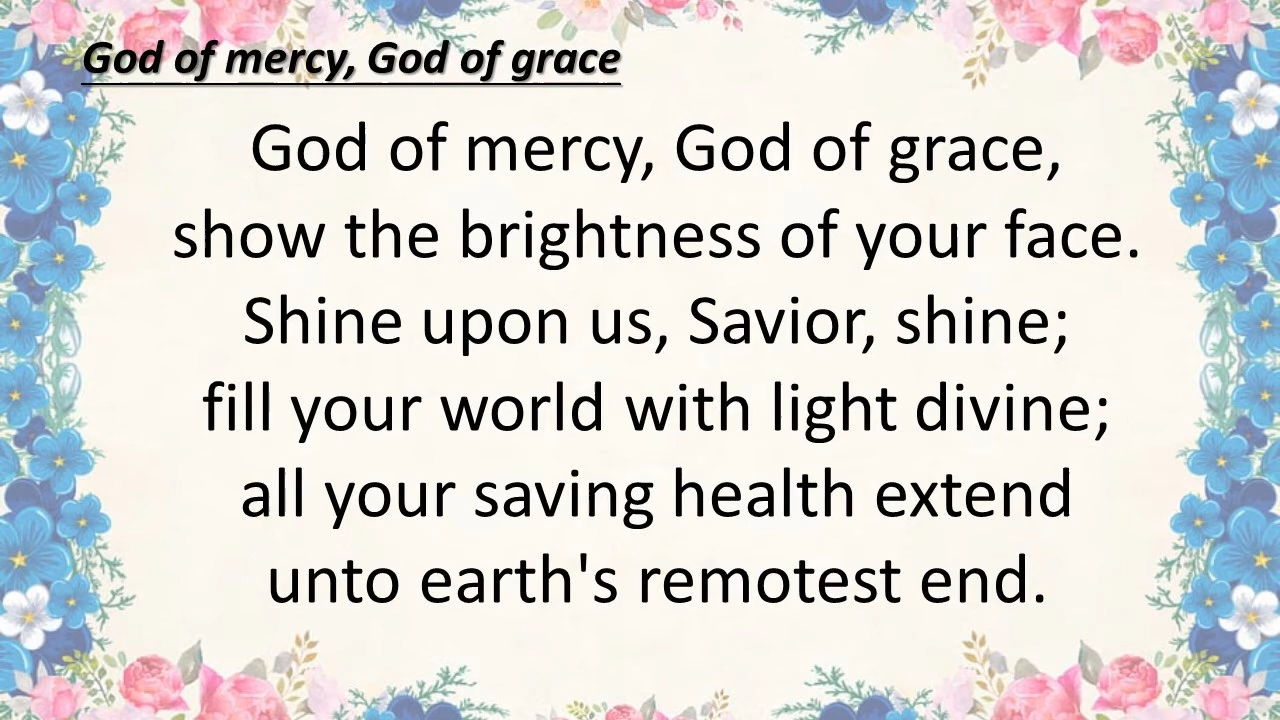 God of mercy, God of grace
God of mercy, God of grace,
show the brightness of your face.
Shine upon us, Savior, shine;
fill your world with light divine;
all your saving health extend
unto earth's remotest end.